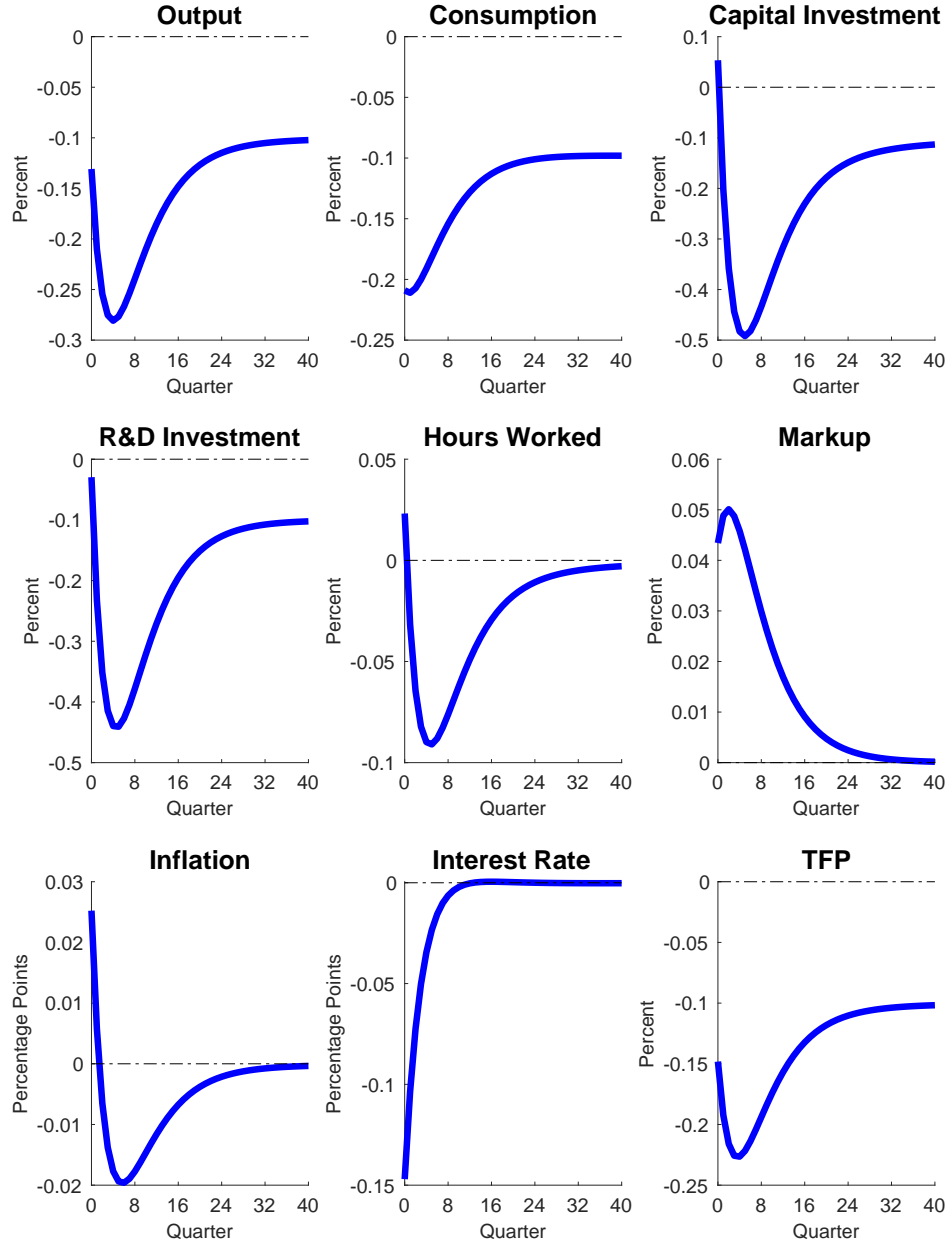 Output
Percent
0
-0.05
-0.1
-0.15
-0.2
-0.25
-0.3
0 8 16 24 32 40
Quarter
Consumption
Percent
0
-0.05
-0.1
-0.15
-0.2
-0.25
0 8 16 24 32 40
Quarter
Capital Investment
Percent
0.1
0
-0.1
-0.2
-0.3
-0.4
-0.5
0 8 16 24 32 40
Quarter
R&D Investment
Percent
0
-0.1
-0.2
-0.3
-0.4
-0.5
0 8 16 24 32 40
Quarter
Hours Worked
Percent
0.05
0
-0.05
-0.1
0 8 16 24 32 40
Quarter
Markup
Percent
0.06
0.05
0.04
0.03
0.02
0.01
0
0 8 16 24 32 40
Quarter
Inflation
Percentage Points
0.03
0.02
0.01
0
-0.01
-0.02
0 8 16 24 32 40
Quarter
Interest Rate
Percentage Points
0
-0.05
-0.1
-0.15
0 8 16 24 32 40
Quarter
TFP
Percent
0
-0.05
-0.1
-0.15
-0.2
-0.25
0 8 16 24 32 40
Quarter